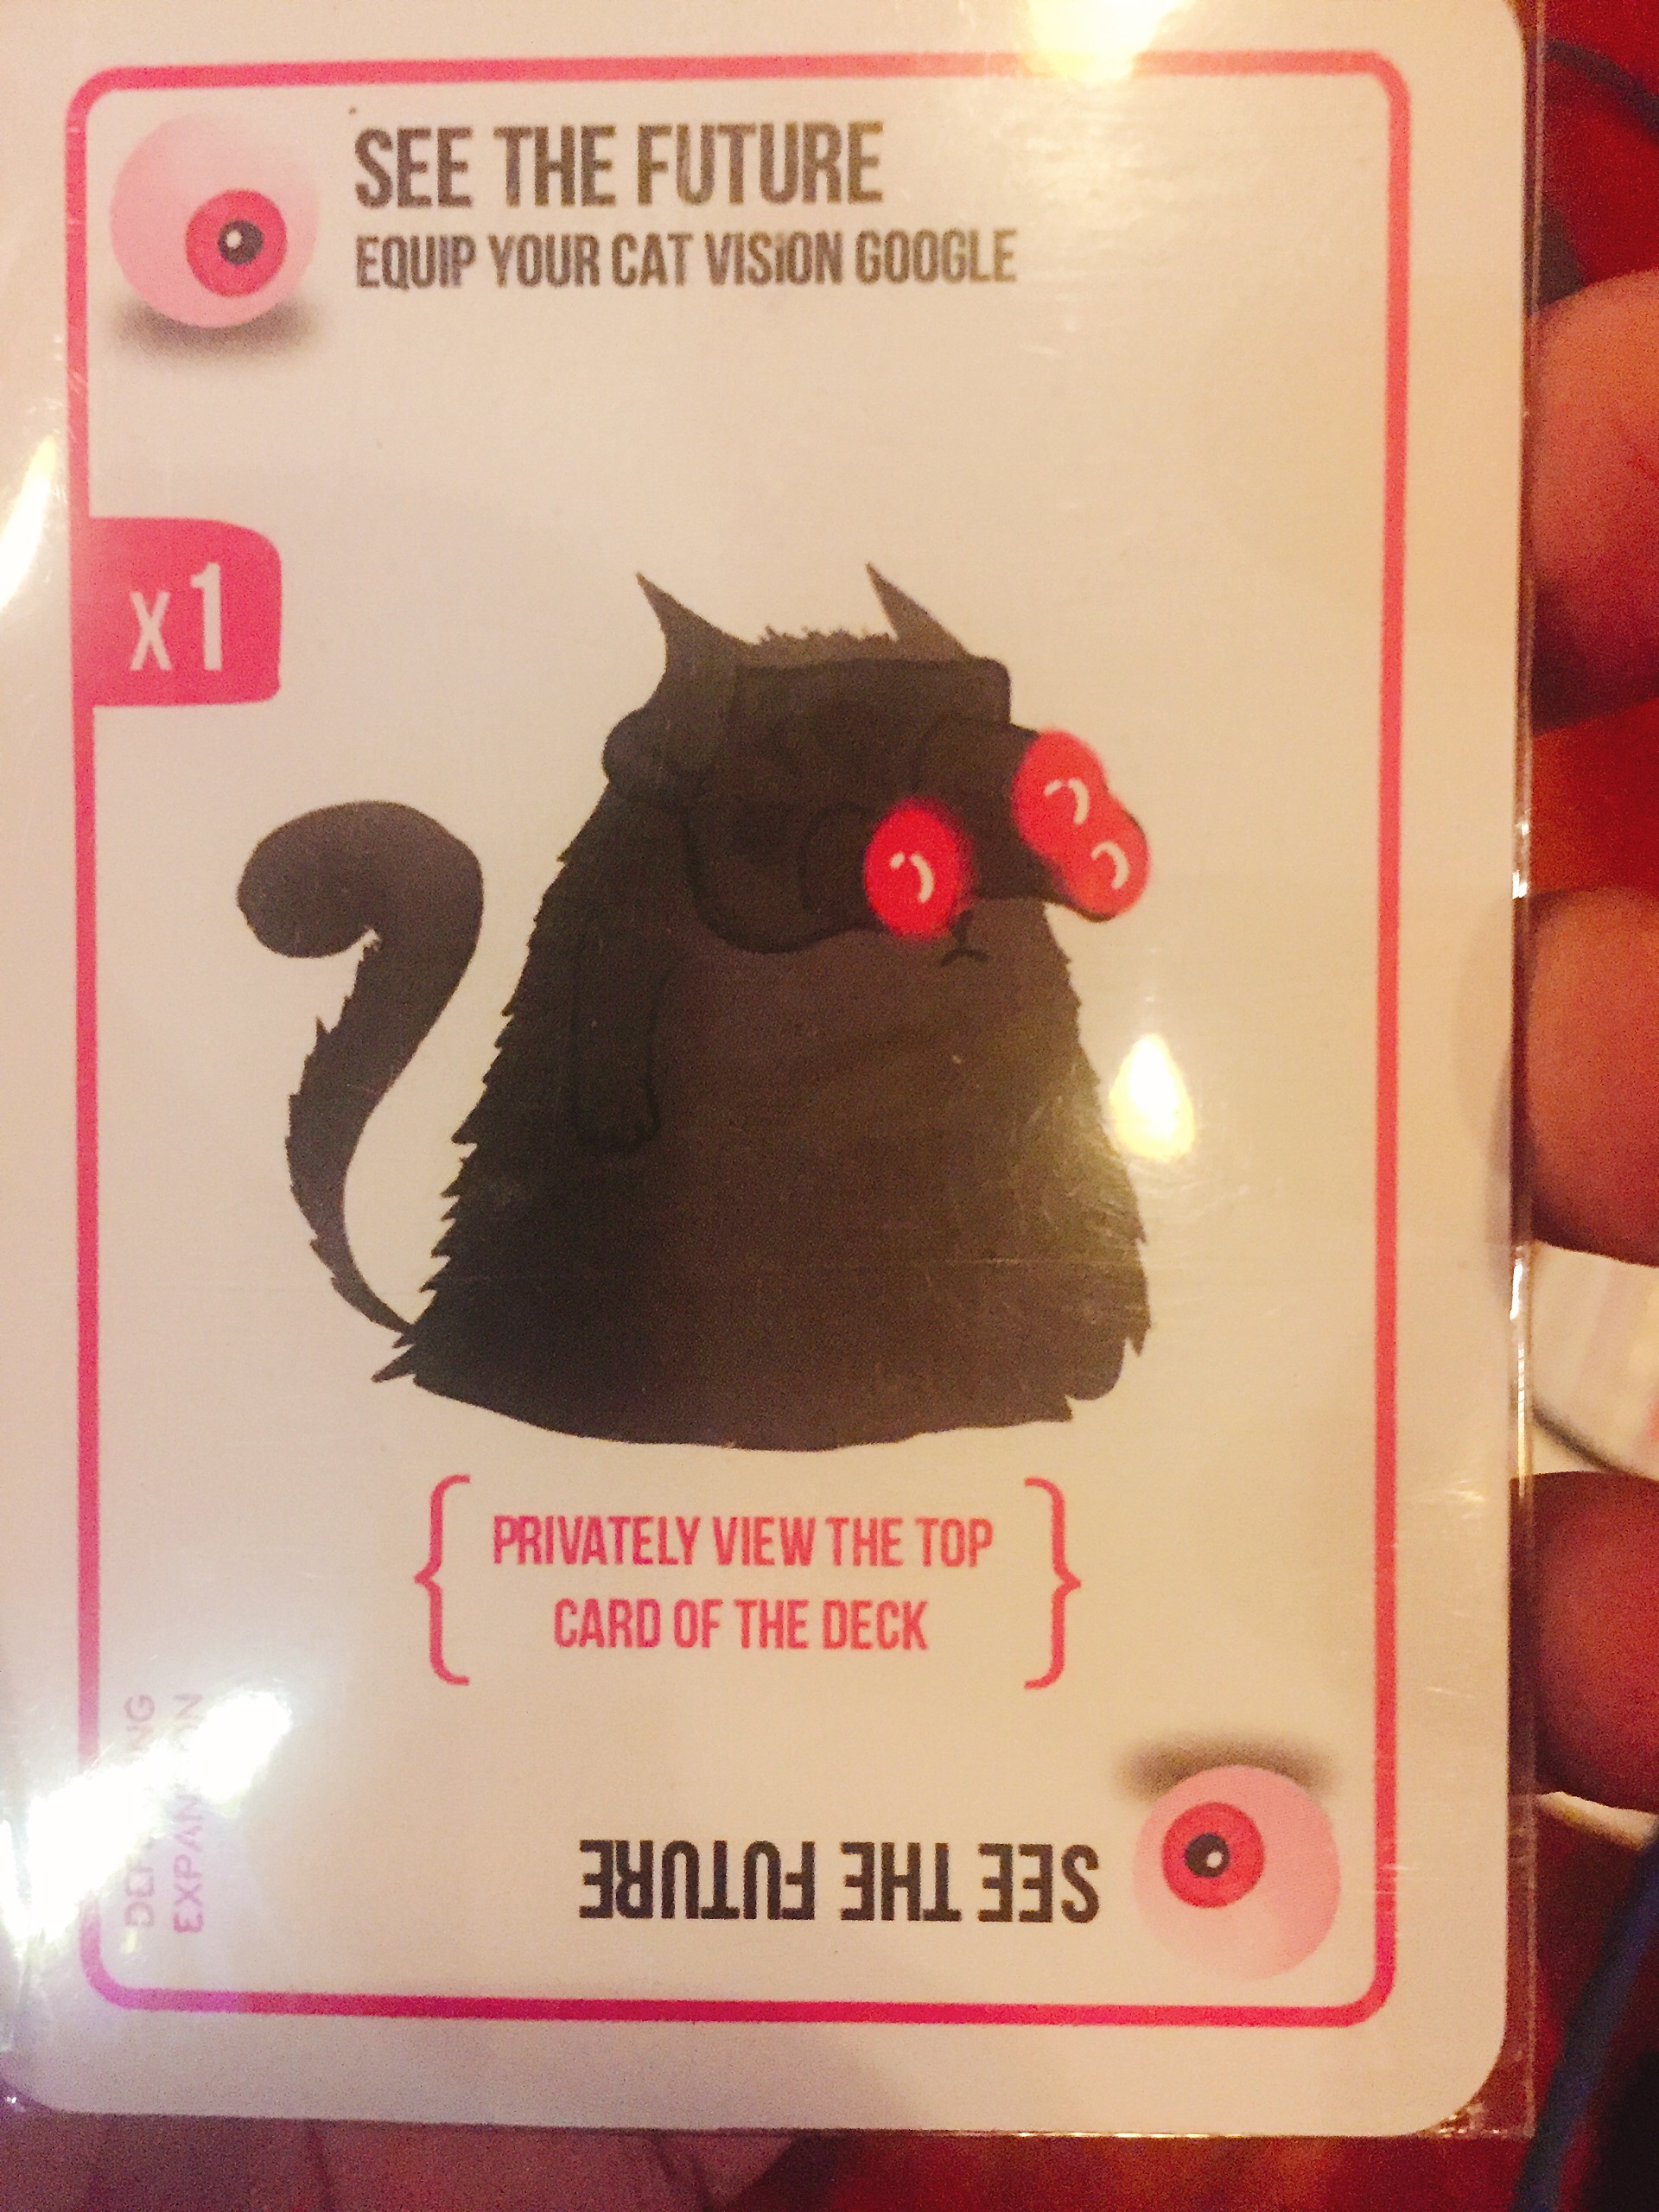 SEE THE FUTURE
EQUIP YOUR CAT VISION GOOGLE
x1
PRIVATELY VIEW THE TOP
CARD OF THE DECK
SEE THE FUTURE